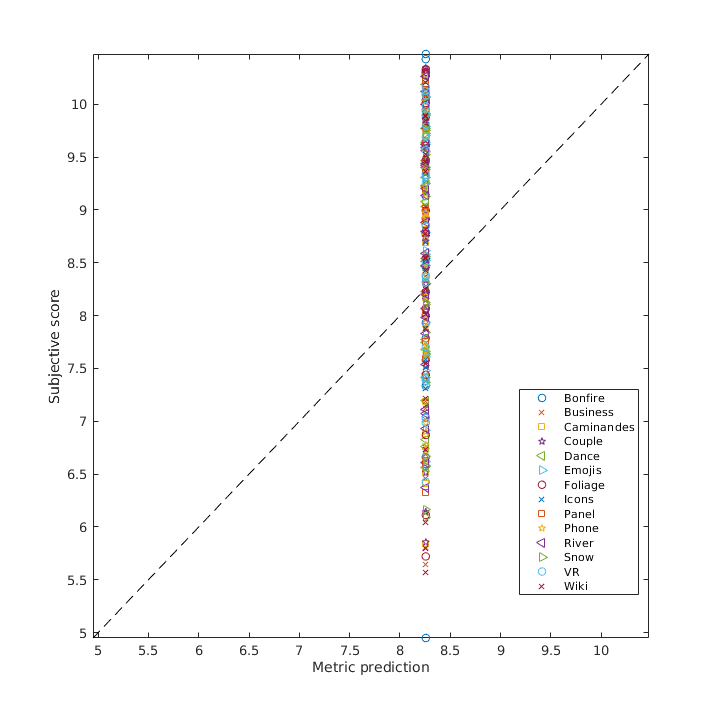 10
9.5
9
8.5
8
7.5
7
6.5
6
5.5
5
Subjective score
5 5.5 6 6.5 7 7.5 8 8.5 9 9.5 10
Metric prediction
Bonfire
Business
Caminandes
Couple
Dance
Emojis
Foliage
Icons
Panel
Phone
River
Snow
VR
Wiki